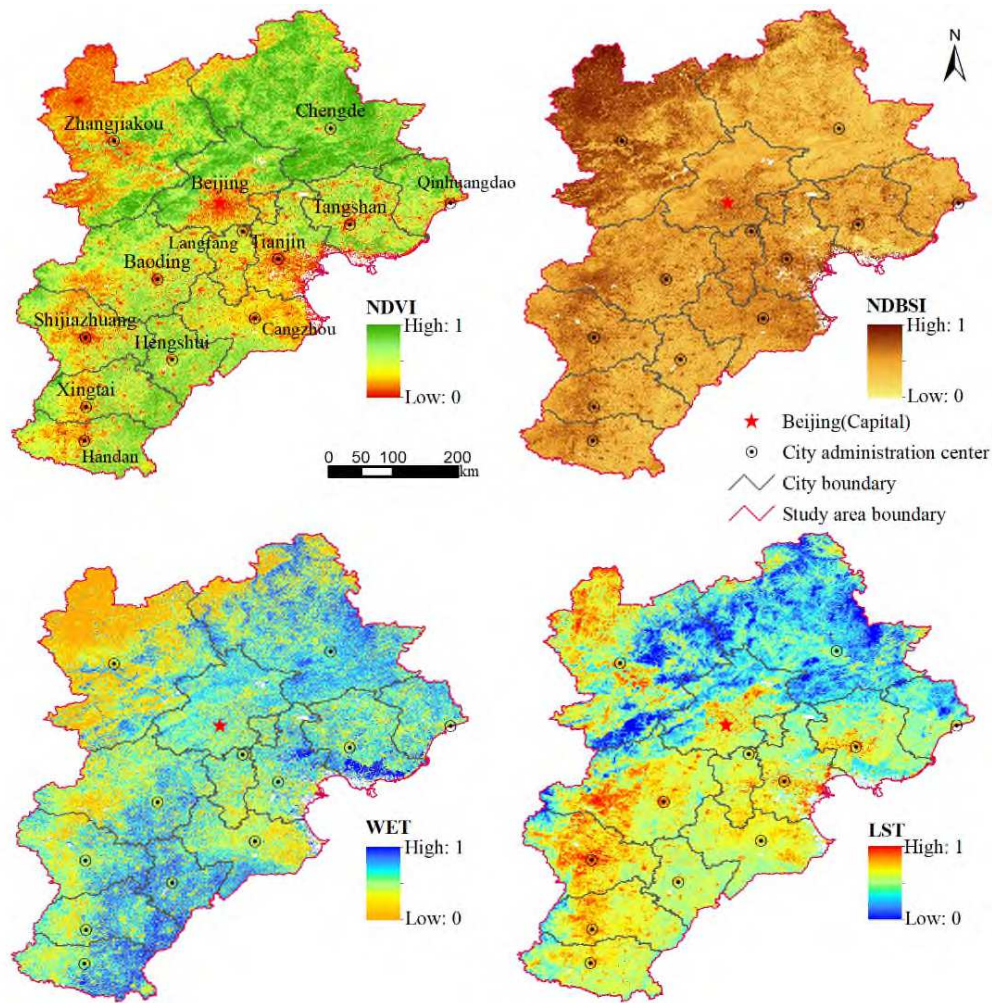 N
Chengde
Zhangjiakou
Beijing
Qinhuangdao
Tangshan
Langfang
Tianjin
Baoding
NDVI
High: 1
Low: 0
Shijiazhuang
Cangzhou
Hengshui
Xingtai
Handan
0 50 100 200
km
NDBSI
High: 1
Low: 0
Beijing(Capital)
City administration center
City boundary
Study area boundary
WET
High: 1
Low: 0
LST
High: 1
Low: 0